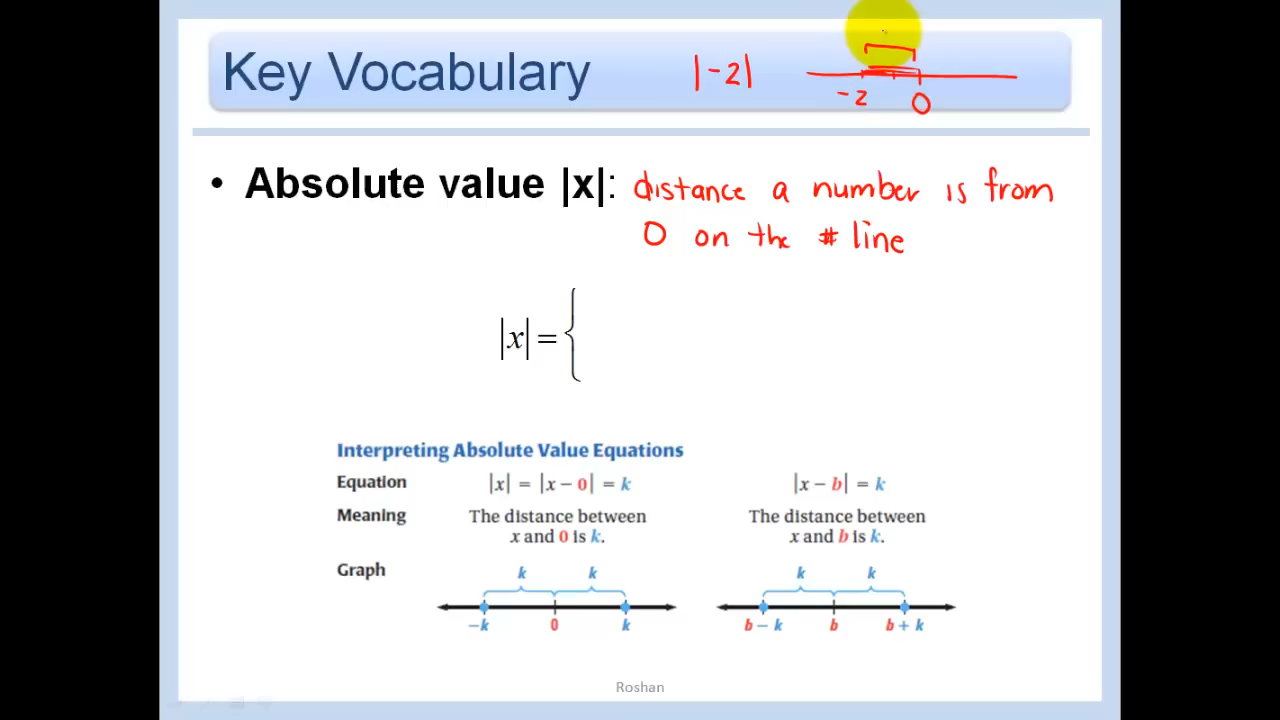 Key Vocabulary |-2| -2 0
• Absolute value |x|: distance a number is from
0 on the # line
|x| = {
Interpreting Absolute Value Equations
Equation |x| = |x − 0| = k |x − b| = k
Meaning The distance between The distance between
x and 0 is k. x and b is k.
Graph k k k k
−k 0 k b − k b b + k
Roshan